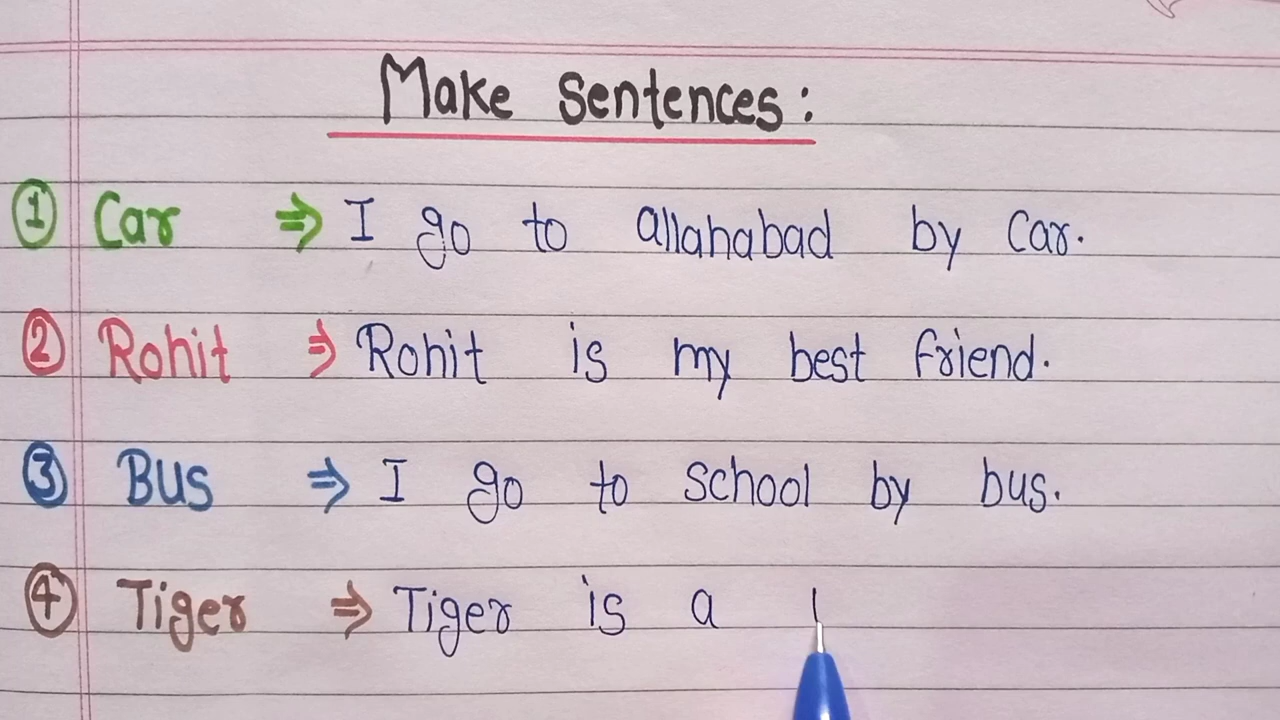 Make Sentences:
① Car ⇒ I go to allahabad by Car.
② Rohit ⇒ Rohit is my best friend.
③ Bus ⇒ I go to school by bus.
④ Tiger ⇒ Tiger is a